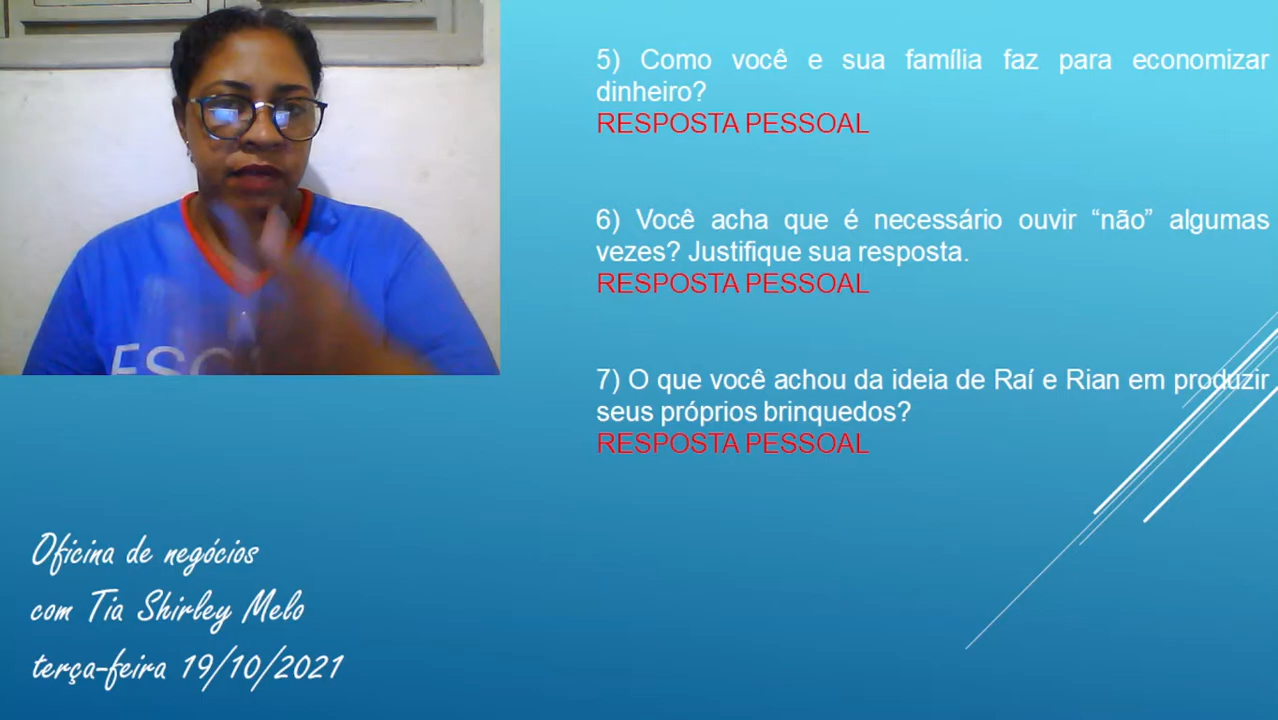 5) Como você e sua família faz para economizar
dinheiro?
RESPOSTA PESSOAL
6) Você acha que é necessário ouvir “não” algumas
vezes? Justifique sua resposta.
RESPOSTA PESSOAL
7) O que você achou da ideia de Raí e Rian em produzir
seus próprios brinquedos?
RESPOSTA PESSOAL
Oficina de negócios
com Tia Shirley Melo
terça-feira 19/10/2021